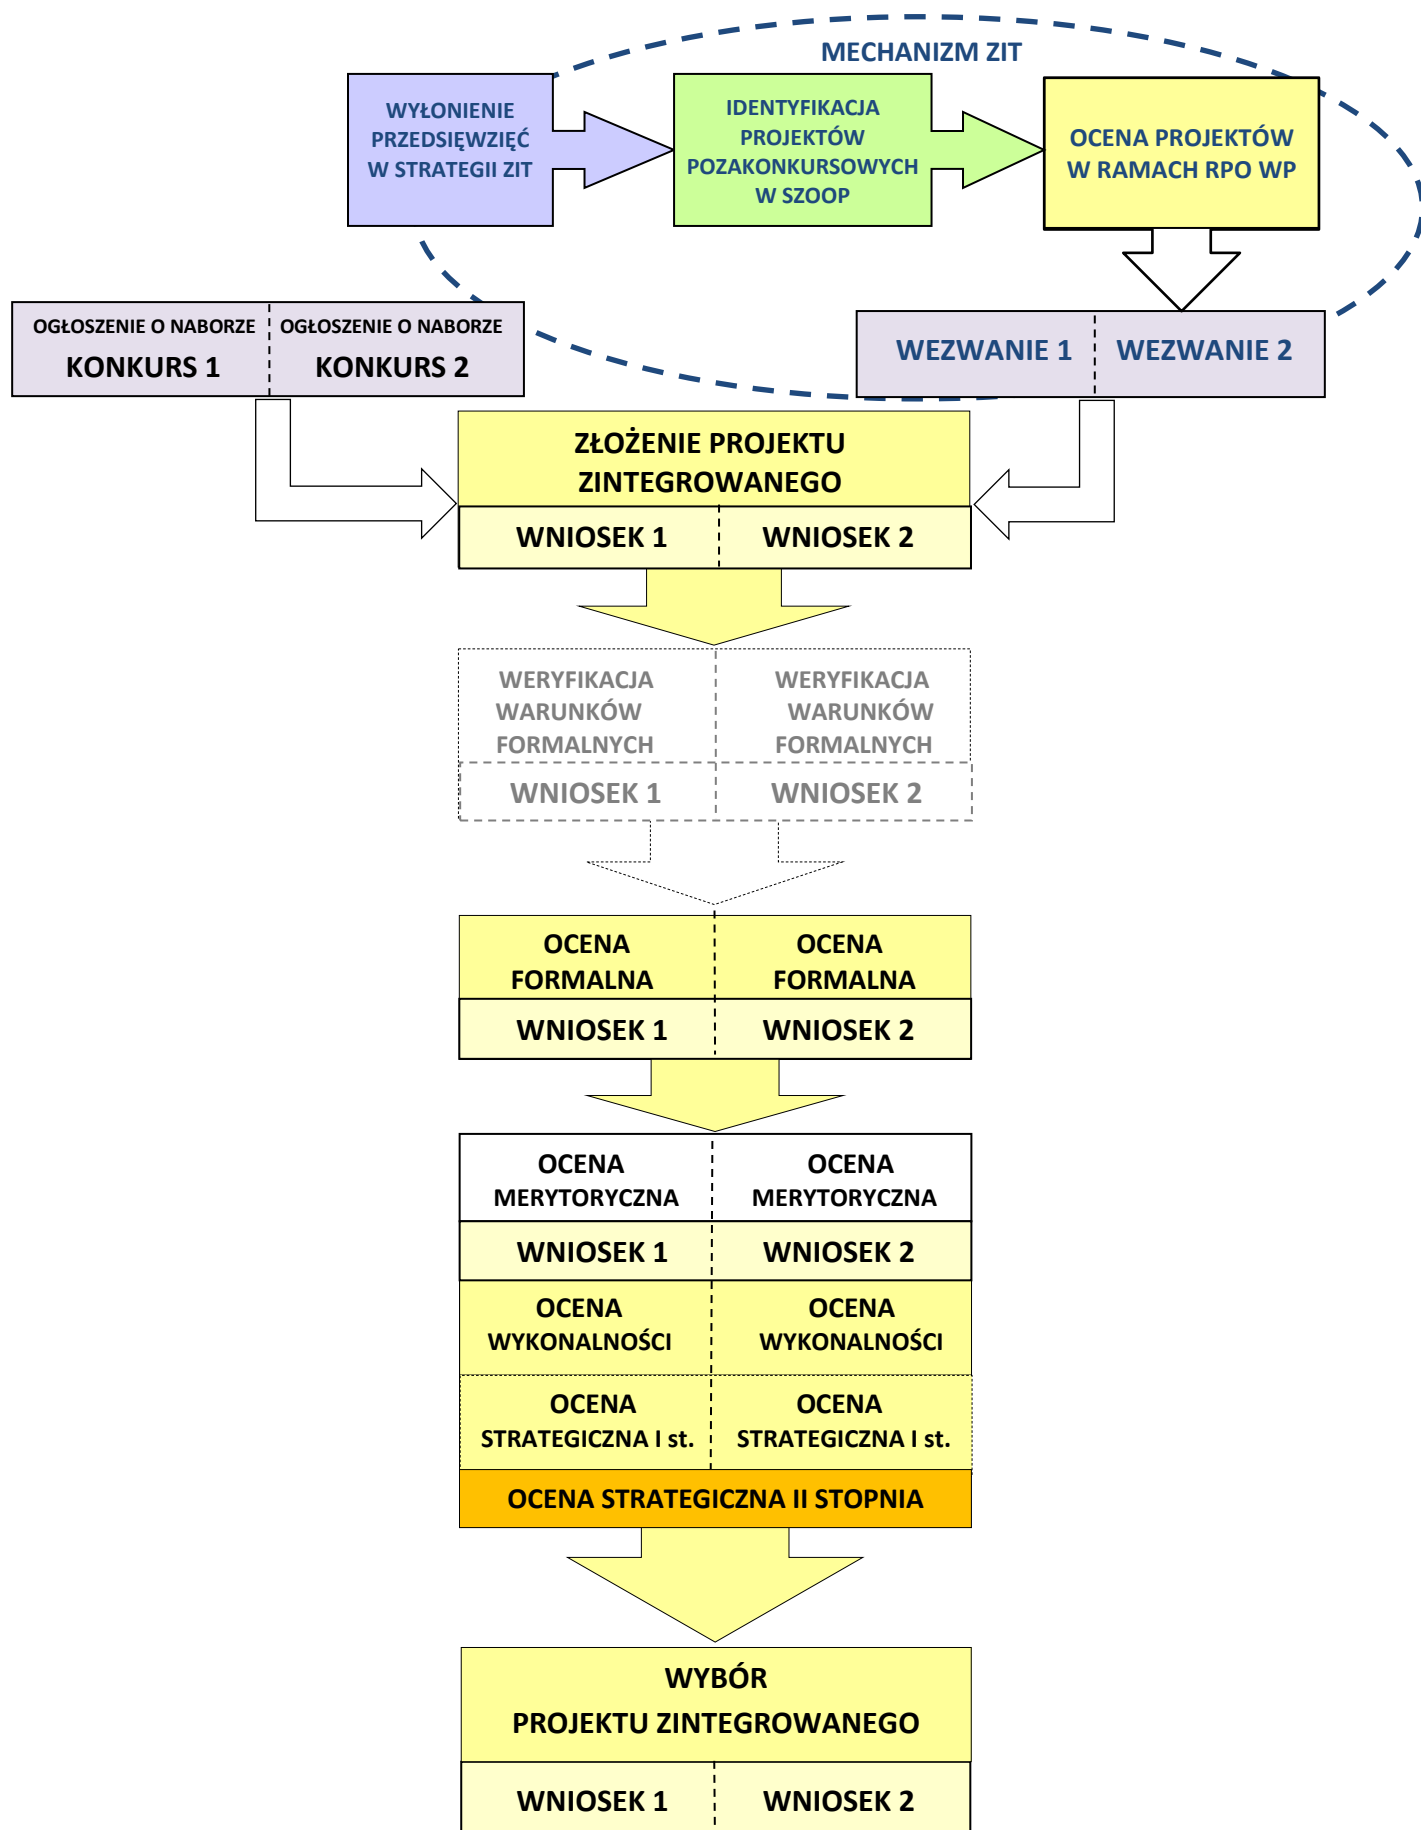 MECHANIZM ZIT
WYŁONIENIE
PRZEDSIĘWZIĘĆ
W STRATEGII ZIT
IDENTYFIKACJA
PROJEKTÓW
POZAKONKURSOWYCH
W SZOOP
OCENA PROJEKTÓW
W RAMACH RPO WP
OGŁOSZENIE O NABORZE
KONKURS 1
OGŁOSZENIE O NABORZE
KONKURS 2
WEZWANIE 1
WEZWANIE 2
ZŁOŻENIE PROJEKTU
ZINTEGROWANEGO
WNIOSEK 1
WNIOSEK 2
WERYFIKACJA
WARUNKÓW
FORMALNYCH
WERYFIKACJA
WARUNKÓW
FORMALNYCH
WNIOSEK 1
WNIOSEK 2
OCENA
FORMALNA
OCENA
FORMALNA
WNIOSEK 1
WNIOSEK 2
OCENA
MERYTORYCZNA
OCENA
MERYTORYCZNA
WNIOSEK 1
WNIOSEK 2
OCENA
WYKONALNOŚCI
OCENA
WYKONALNOŚCI
OCENA
STRATEGICZNA I st.
OCENA
STRATEGICZNA I st.
OCENA STRATEGICZNA II STOPNIA
WYBÓR
PROJEKTU ZINTEGROWANEGO
WNIOSEK 1
WNIOSEK 2